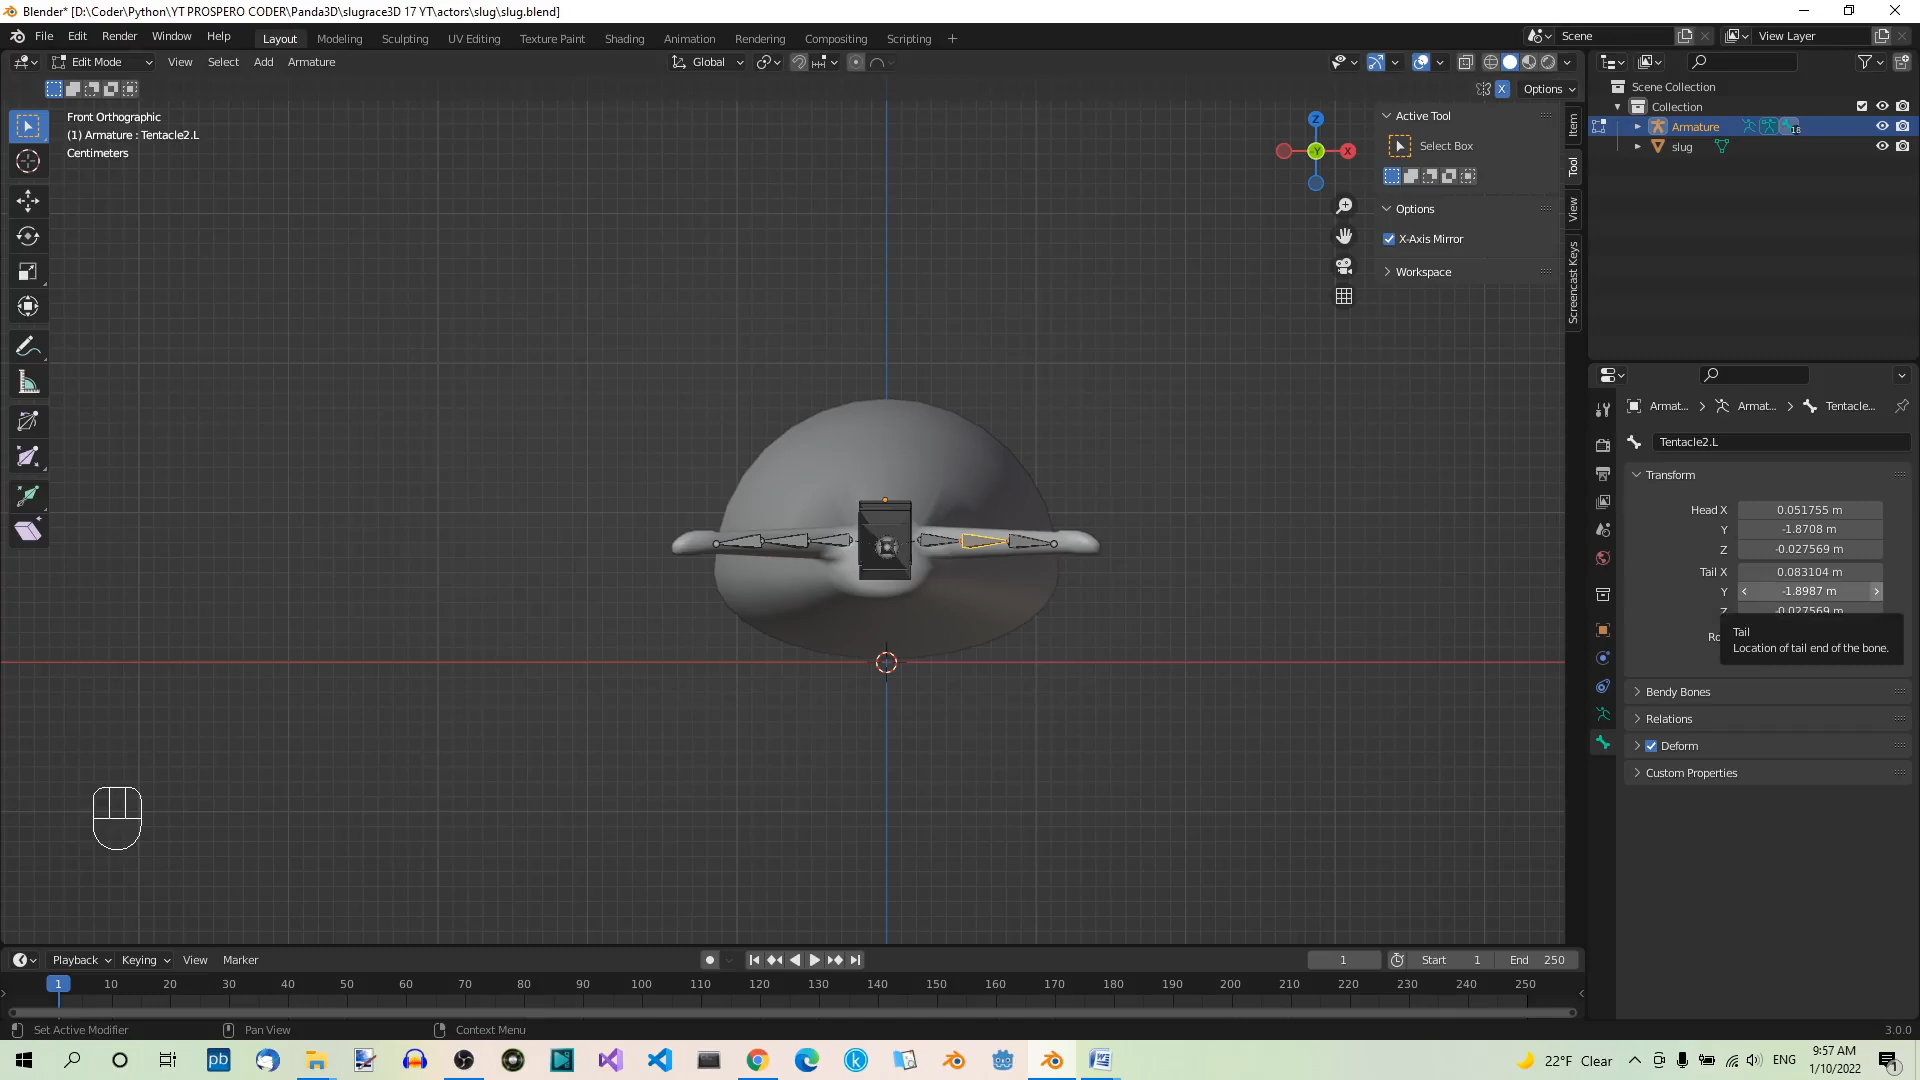 Blender* [D:\Coder\Python\YT PROSPERO CODER\Panda3D\slugrace3D 17 YT\actors\slug\slug.blend]
File Edit Render Window Help Layout Modeling Sculpting UV Editing Texture Paint Shading Animation Rendering Compositing Scripting Scene View Layer
Edit Mode View Select Add Armature Global
X Options
Front Orthographic
(1) Armature : Tentacle2.L
Centimeters
Z
-Y X
Active Tool
Select Box
Options
X-Axis Mirror
Workspace
Item
Tool
View
Screencast Keys
Scene Collection
Collection
Armature 18
slug
Armat... Armat... Tentacle...
Tentacle2.L
Transform
Head X 0.051755 m
Y -1.8708 m
Z -0.027569 m
Tail X 0.083104 m
Y -1.8987 m
Z -0.027569 m
Ro
Tail
Location of tail end of the bone.
Bendy Bones
Relations
Deform
Custom Properties
Playback Keying View Marker 1 Start 1 End 250
1 10 20 30 40 50 60 70 80 90 100 110 120 130 140 150 160 170 180 190 200 210 220 230 240 250
Set Active Modifier Pan View Context Menu 3.0.0
pb
22°F Clear ENG
9:57 AM
1/10/2022
1